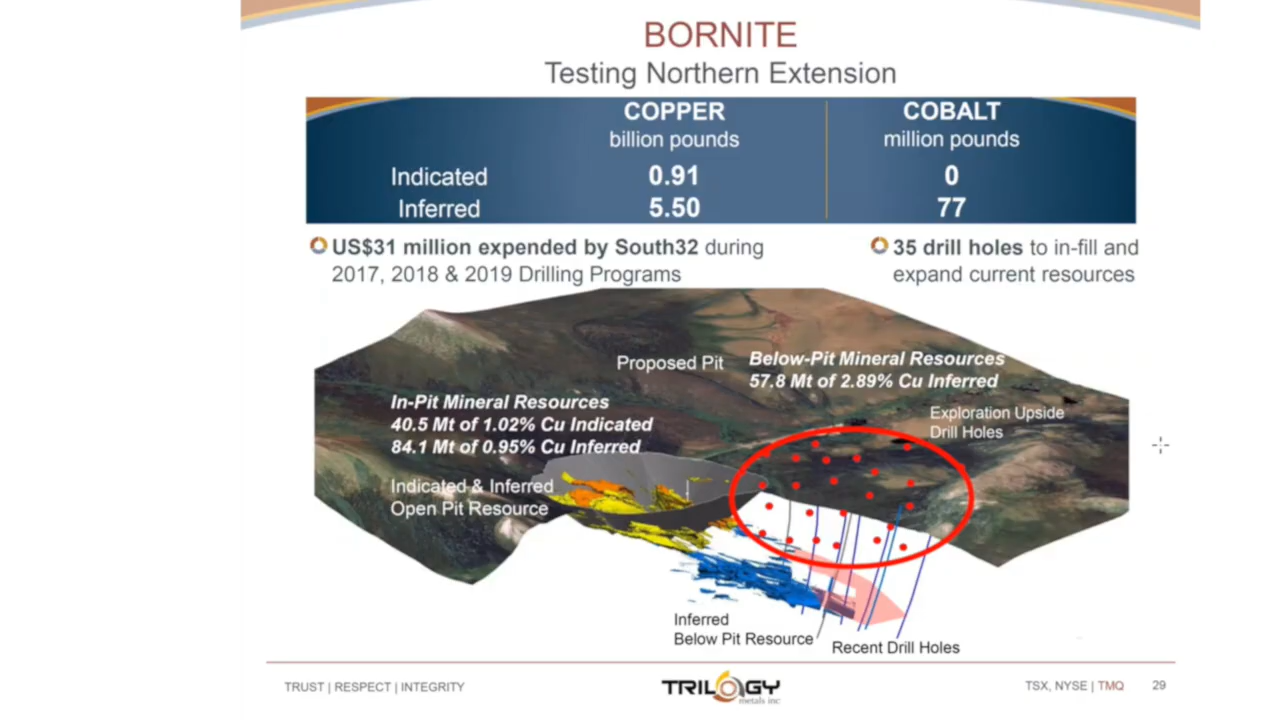 BORNITE
Testing Northern Extension
COPPER
billion pounds
COBALT
million pounds
Indicated 0.91 0
Inferred 5.50 77
US$31 million expended by South32 during
2017, 2018 & 2019 Drilling Programs
35 drill holes to in-fill and
expand current resources
Proposed Pit
Below-Pit Mineral Resources
57.8 Mt of 2.89% Cu Inferred
In-Pit Mineral Resources
40.5 Mt of 1.02% Cu Indicated
84.1 Mt of 0.95% Cu Inferred
Exploration Upside
Drill Holes
Indicated & Inferred
Open Pit Resource
Inferred
Below Pit Resource
Recent Drill Holes
TRUST | RESPECT | INTEGRITY
TRILOGY
metals inc
TSX, NYSE | TMQ 29